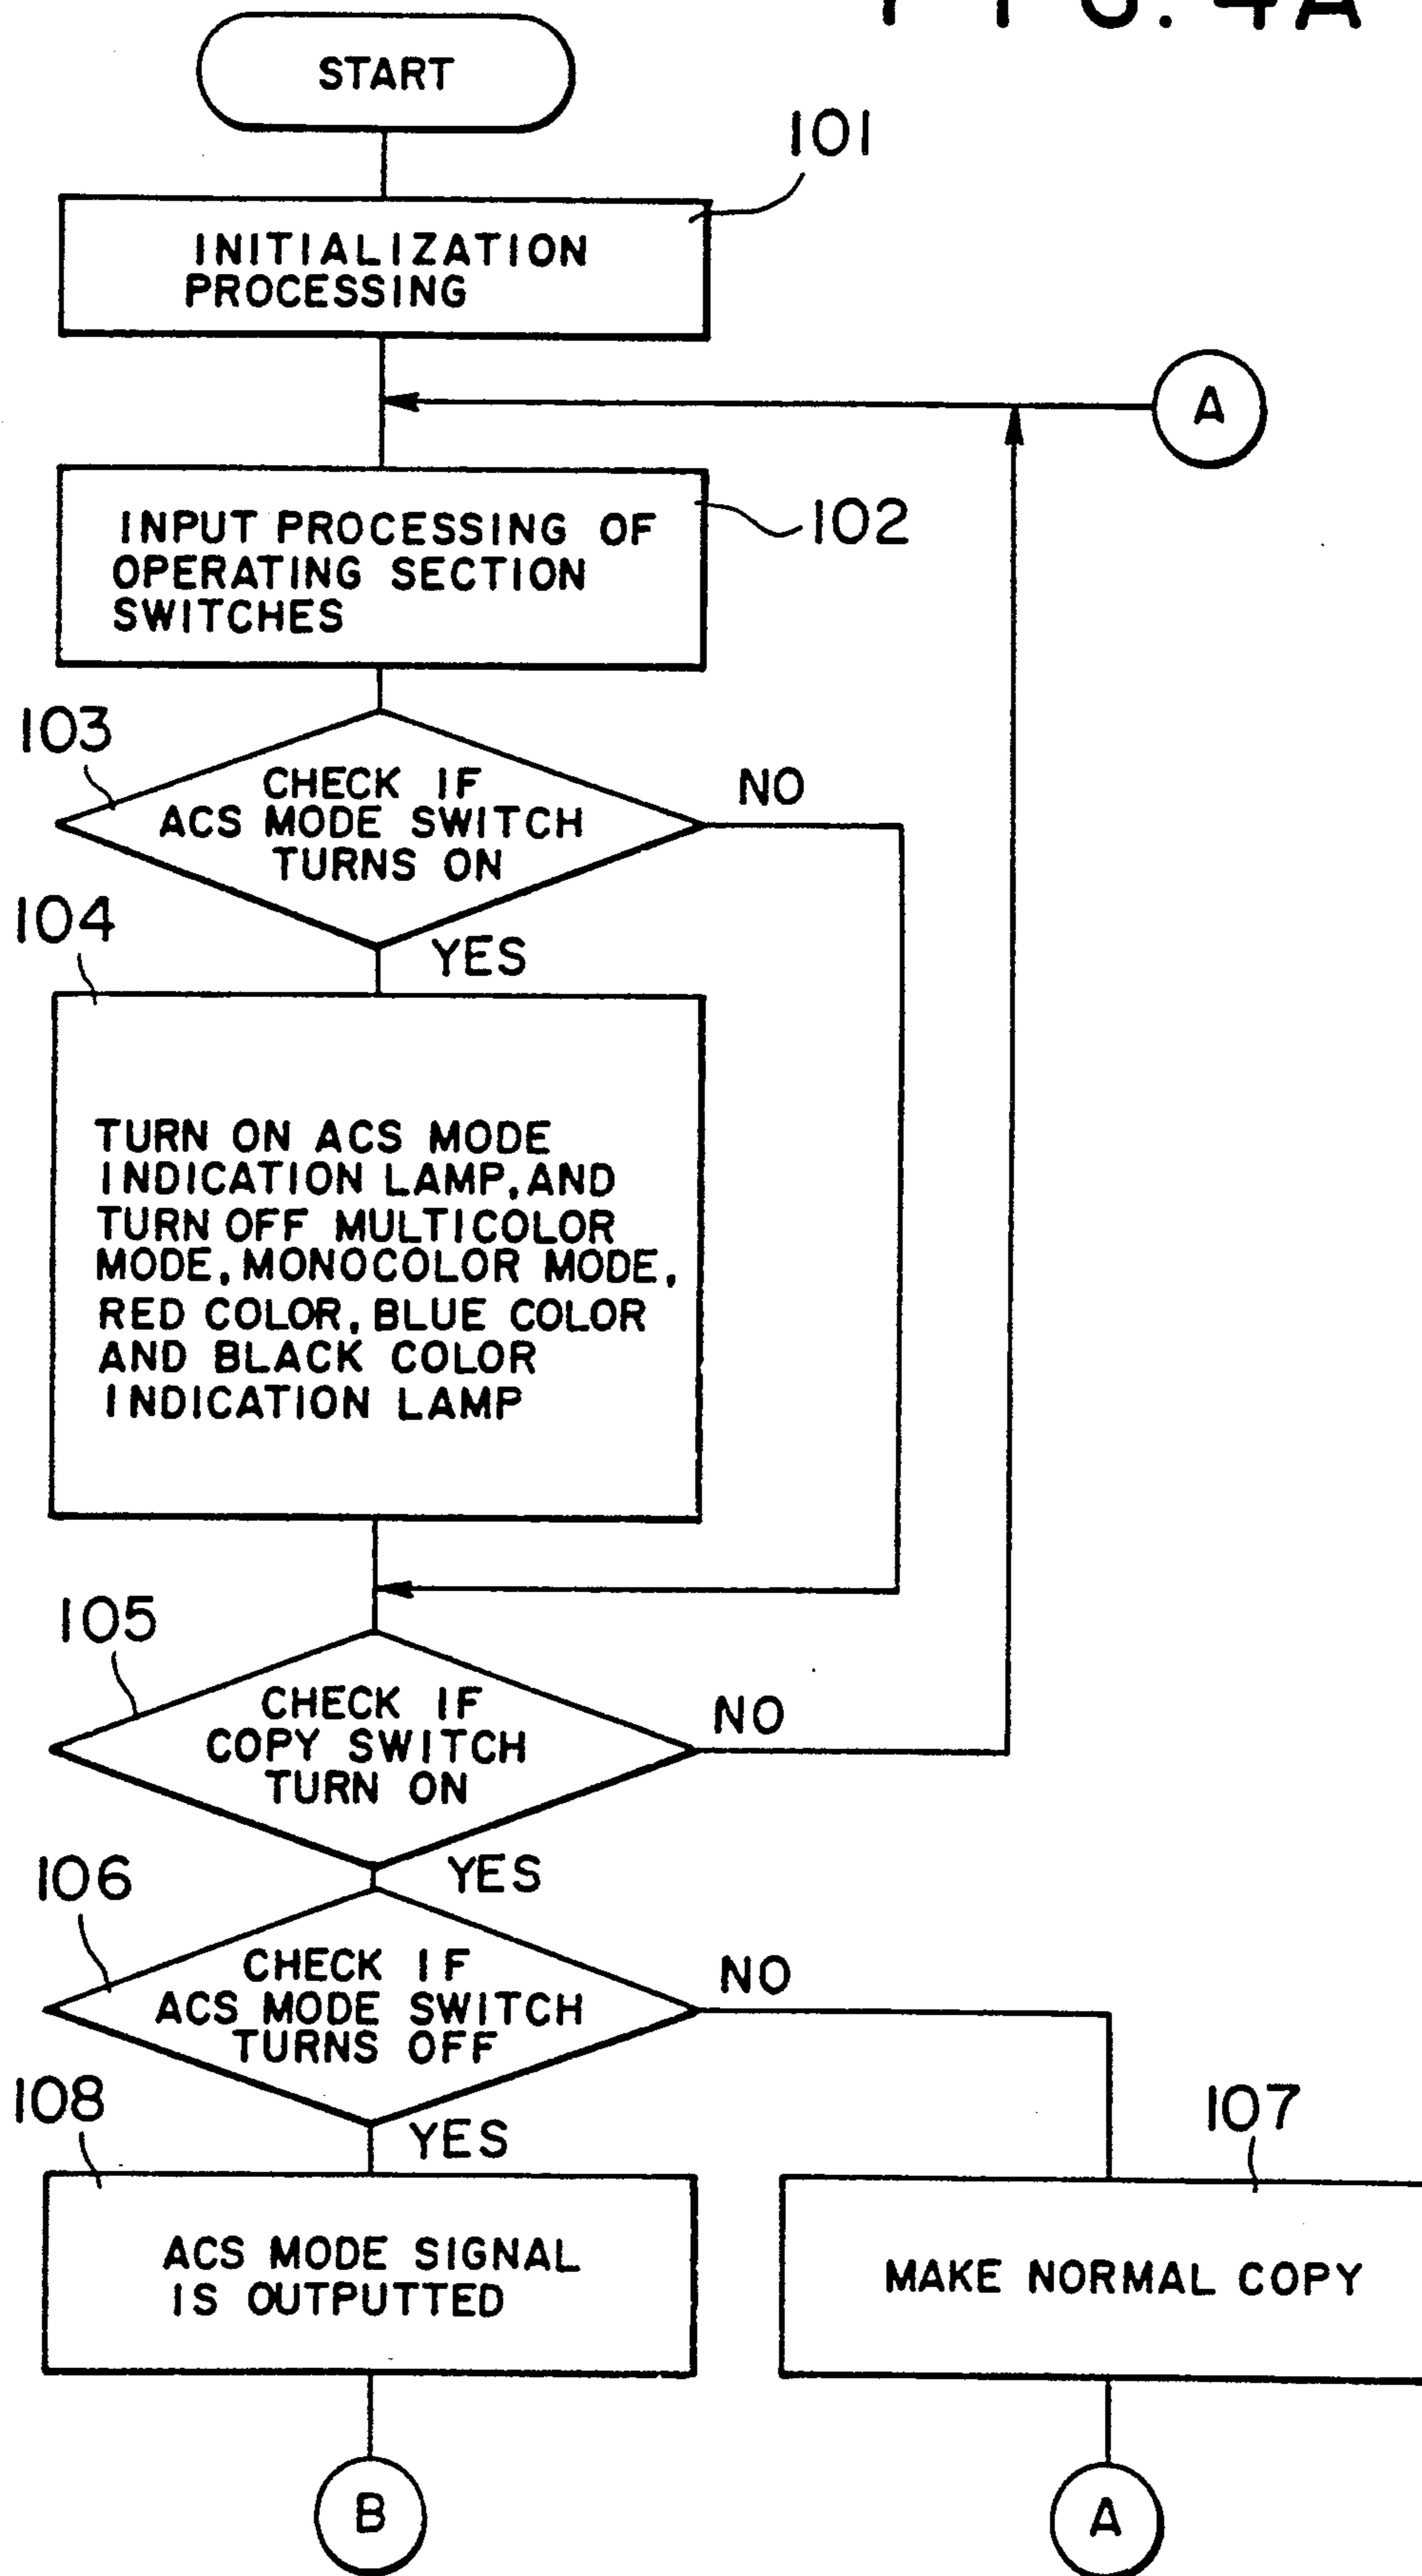 FIG. 4A
START
101
INITIALIZATION
PROCESSING
A
INPUT PROCESSING OF
OPERATING SECTION
SWITCHES
102
103
CHECK IF
ACS MODE SWITCH
TURNS ON
NO
YES
104
TURN ON ACS MODE
INDICATION LAMP, AND
TURN OFF MULTICOLOR
MODE, MONOCOLOR MODE,
RED COLOR, BLUE COLOR
AND BLACK COLOR
INDICATION LAMP
105
CHECK IF
COPY SWITCH
TURN ON
NO
YES
106
CHECK IF
ACS MODE SWITCH
TURNS OFF
NO
YES
108
ACS MODE SIGNAL
IS OUTPUTTED
107
MAKE NORMAL COPY
B
A